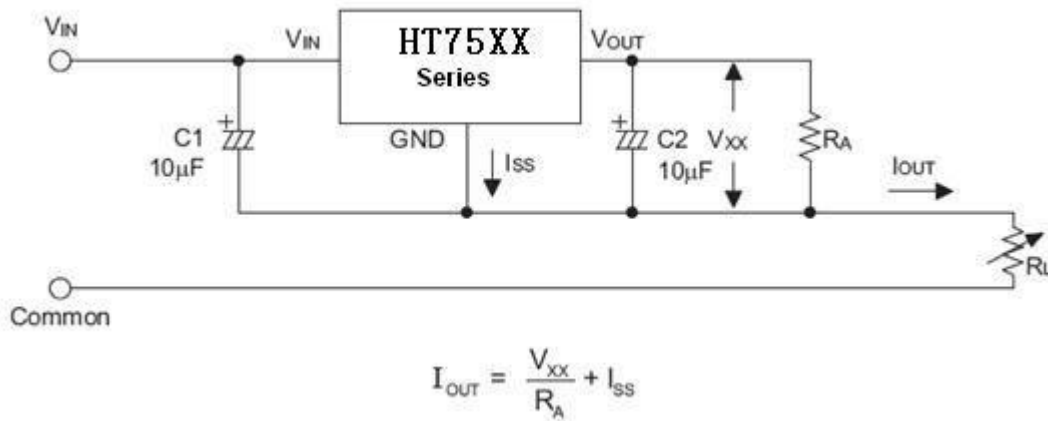 VIN
VIN
HT75XX
Series
VOUT
GND
C1
10μF
ISS
C2
10μF
VXX
RA
IOUT
RL
Common
IOUT = VXX / RA + ISS